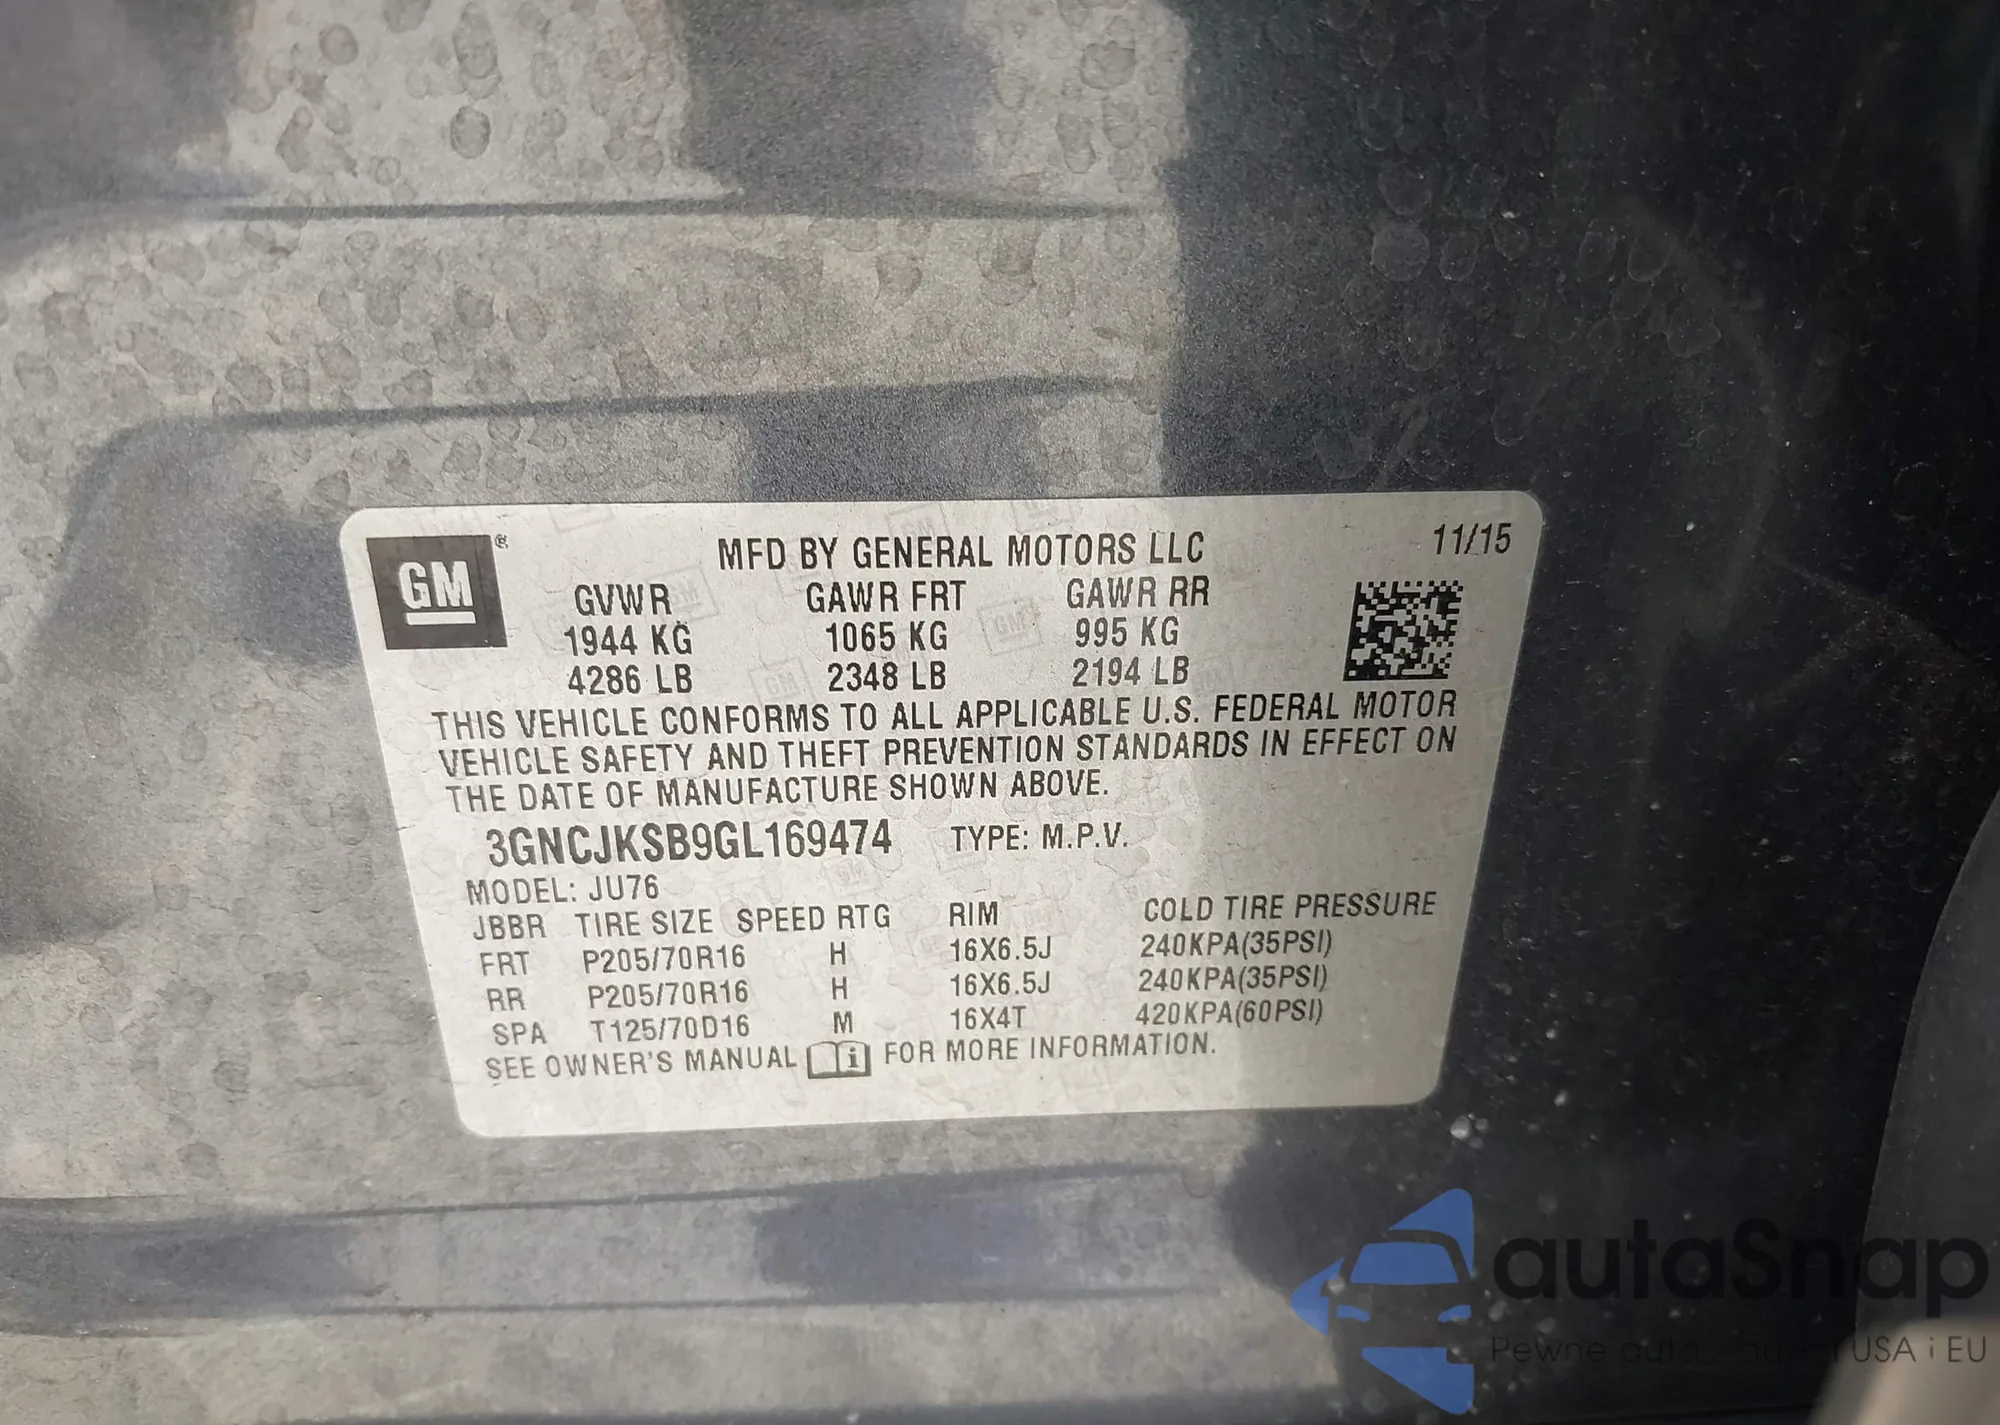 GM ®
MFD BY GENERAL MOTORS LLC 11/15
GVWR GAWR FRT GAWR RR
1944 KG 1065 KG 995 KG
4286 LB 2348 LB 2194 LB
THIS VEHICLE CONFORMS TO ALL APPLICABLE U.S. FEDERAL MOTOR
VEHICLE SAFETY AND THEFT PREVENTION STANDARDS IN EFFECT ON
THE DATE OF MANUFACTURE SHOWN ABOVE.
3GNCJKSB9GL169474 TYPE: M.P.V.
MODEL: JU76
JBBR TIRE SIZE SPEED RTG RIM COLD TIRE PRESSURE
FRT P205/70R16 H 16X6.5J 240KPA(35PSI)
RR P205/70R16 H 16X6.5J 240KPA(35PSI)
SPA T125/70D16 M 16X4T 420KPA(60PSI)
SEE OWNER'S MANUAL i FOR MORE INFORMATION.
autaSnap
Pewne auta USA i EU